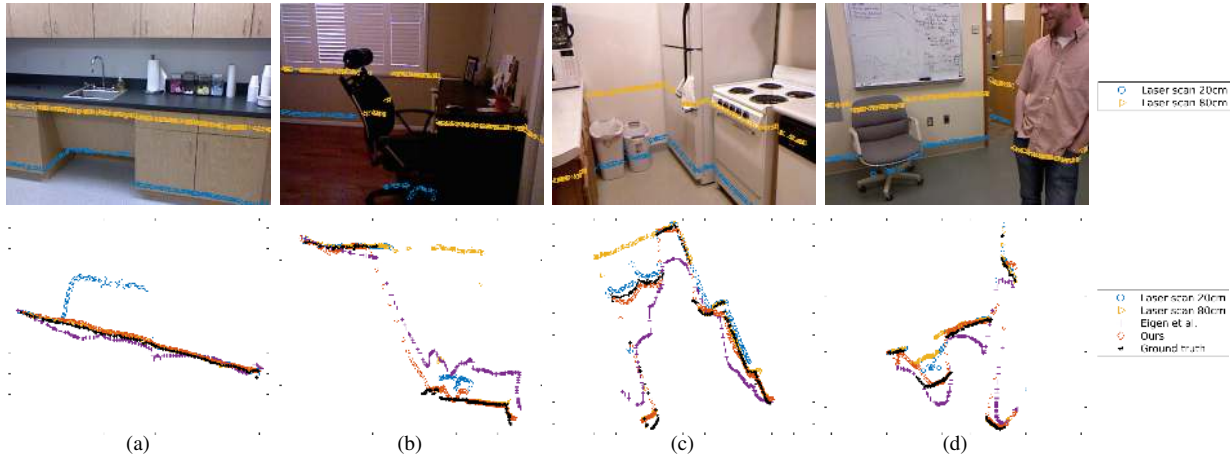 Laser scan 20cm
Laser scan 80cm
Laser scan 20cm
Laser scan 80cm
Eigen et al.
Ours
Ground truth
(a)
(b)
(c)
(d)